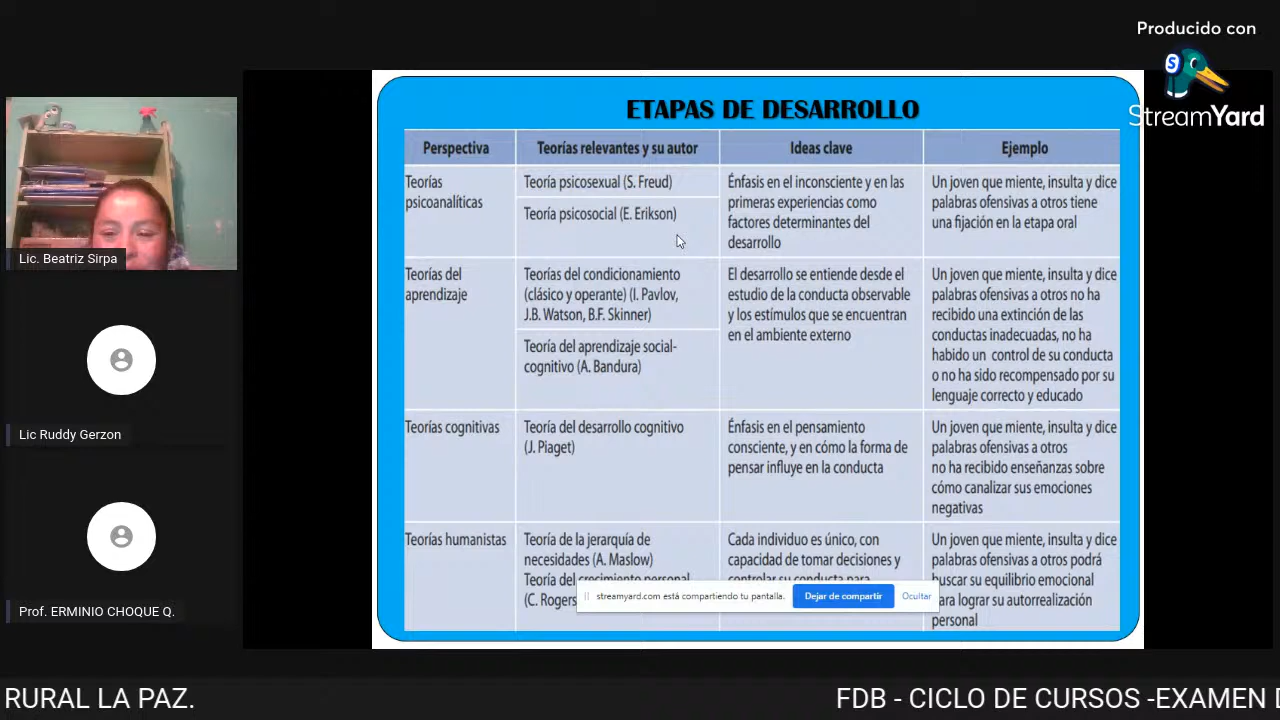 Producido con
StreamYard
ETAPAS DE DESARROLLO
Perspectiva
Teorías relevantes y su autor
Ideas clave
Ejemplo
Teorías
psicoanalíticas
Teoría psicosexual (S. Freud)
Teoría psicosocial (E. Erikson)
Énfasis en el inconsciente y en las
primeras experiencias como
factores determinantes del
desarrollo
Un joven que miente, insulta y dice
palabras ofensivas a otros tiene
una fijación en la etapa oral
Teorías del
aprendizaje
Teorías del condicionamiento
(clásico y operante) (I. Pavlov,
J.B. Watson, B.F. Skinner)
Teoría del aprendizaje social-
cognitivo (A. Bandura)
El desarrollo se entiende desde el
estudio de la conducta observable
y los estímulos que se encuentran
en el ambiente externo
Un joven que miente, insulta y dice
palabras ofensivas a otros no ha
recibido una extinción de las
conductas inadecuadas, no ha
habido un control de su conducta
o no ha sido recompensado por su
lenguaje correcto y educado
Teorías cognitivas
Teoría del desarrollo cognitivo
(J. Piaget)
Énfasis en el pensamiento
consciente, y en cómo la forma de
pensar influye en la conducta
Un joven que miente, insulta y dice
palabras ofensivas a otros
no ha recibido enseñanzas sobre
cómo canalizar sus emociones
negativas
Teorías humanistas
Teoría de la jerarquía de
necesidades (A. Maslow)
Teoría del crecimiento personal
(C. Rogers
Cada individuo es único, con
capacidad de tomar decisiones y
controlar su conducta para
Un joven que miente, insulta y dice
palabras ofensivas a otros podrá
buscar su equilibrio emocional
para lograr su autorrealización
personal
streamyard.com está compartiendo tu pantalla.
Dejar de compartir
Ocultar
Lic. Beatriz Sirpa
Lic Ruddy Gerzon
Prof. ERMINIO CHOQUE Q.
RURAL LA PAZ.
FDB - CICLO DE CURSOS -EXAMEN